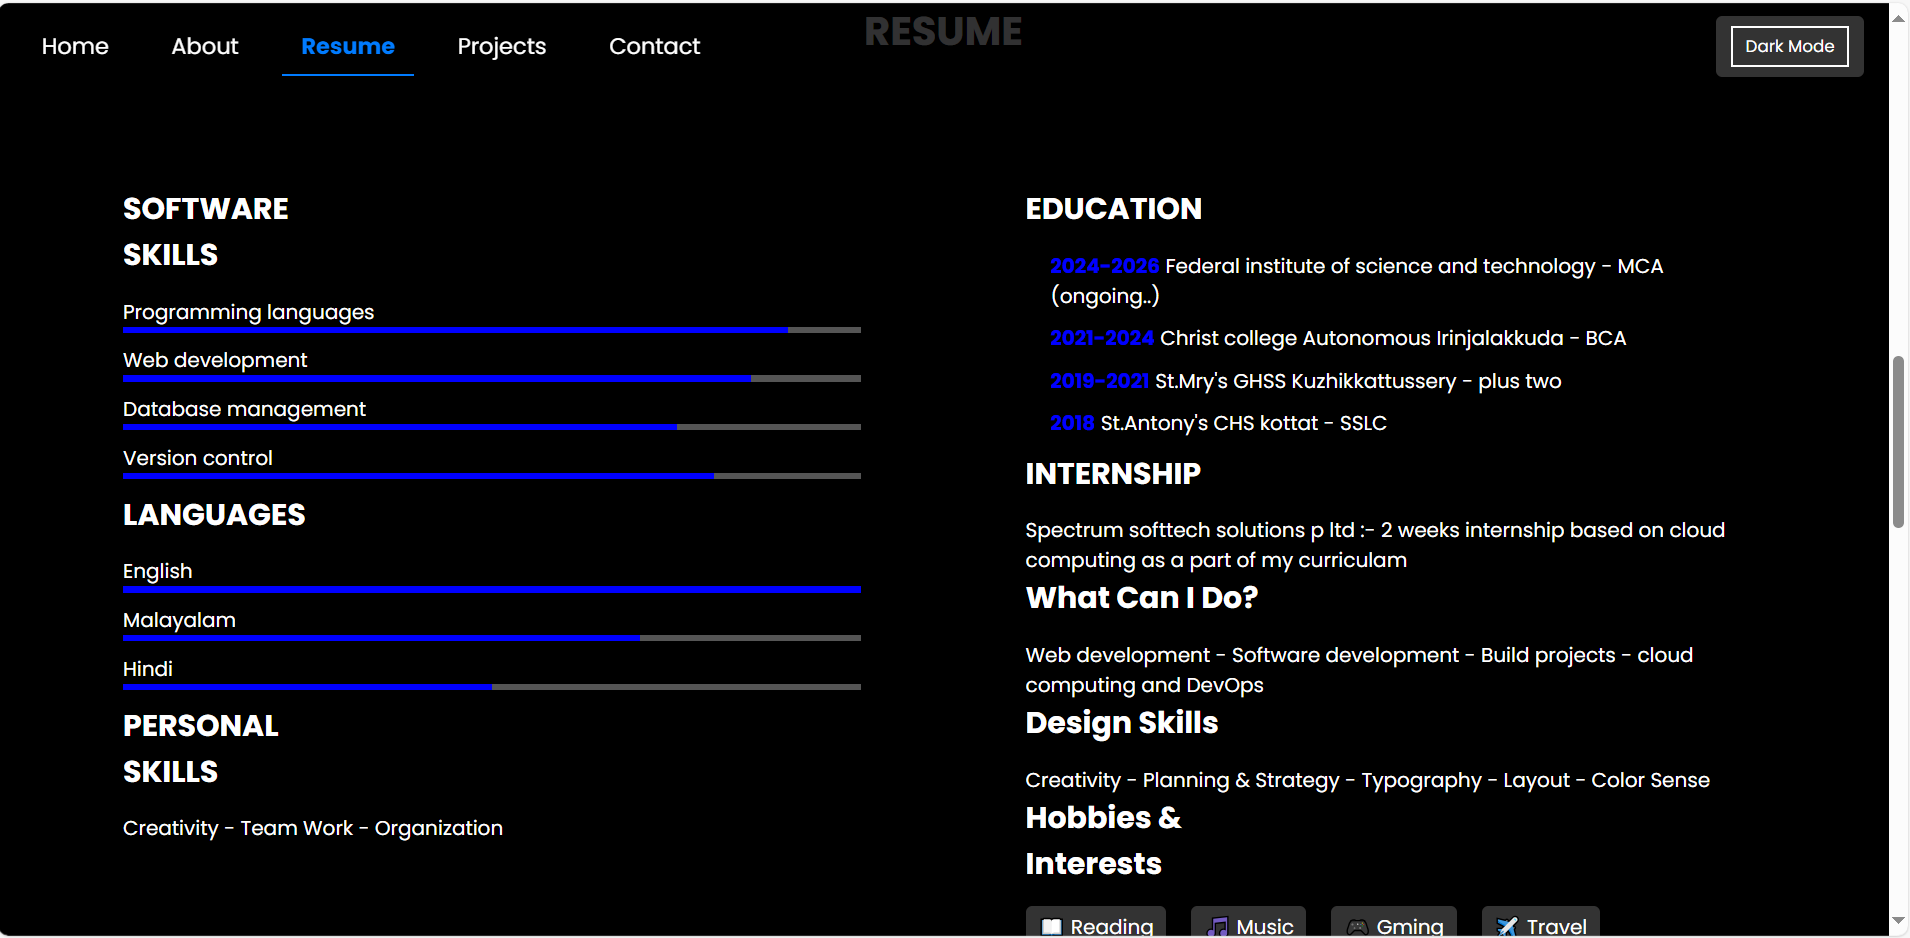 Home About Resume Projects Contact
RESUME
Dark Mode
SOFTWARE
SKILLS
Programming languages
Web development
Database management
Version control
LANGUAGES
English
Malayalam
Hindi
PERSONAL
SKILLS
Creativity - Team Work - Organization
EDUCATION
2024-2026 Federal institute of science and technology - MCA
(ongoing..)
2021-2024 Christ college Autonomous Irinjalakkuda - BCA
2019-2021 St.Mry's GHSS Kuzhikkattussery - plus two
2018 St.Antony's CHS kottat - SSLC
INTERNSHIP
Spectrum softtech solutions p ltd :- 2 weeks internship based on cloud
computing as a part of my curriculam
What Can I Do?
Web development - Software development - Build projects - cloud
computing and DevOps
Design Skills
Creativity - Planning & Strategy - Typography - Layout - Color Sense
Hobbies &
Interests
📖 Reading 🎵 Music 🎮 Gming ✈️ Travel